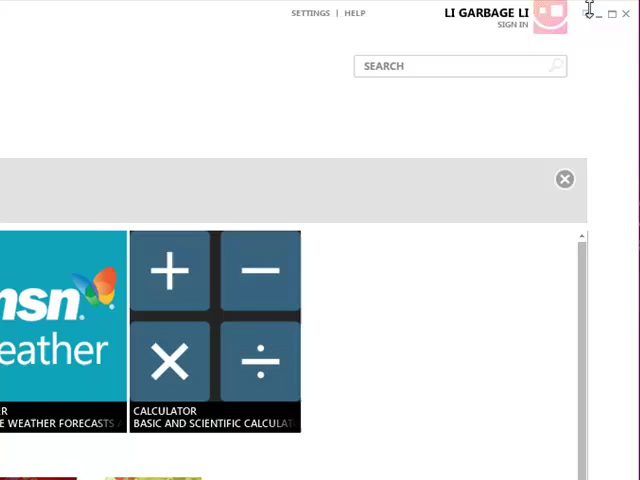 SETTINGS | HELP
LI GARBAGE LI
SIGN IN
SEARCH
msn.
eather
R
E WEATHER FORECASTS
CALCULATOR
BASIC AND SCIENTIFIC CALCULAT